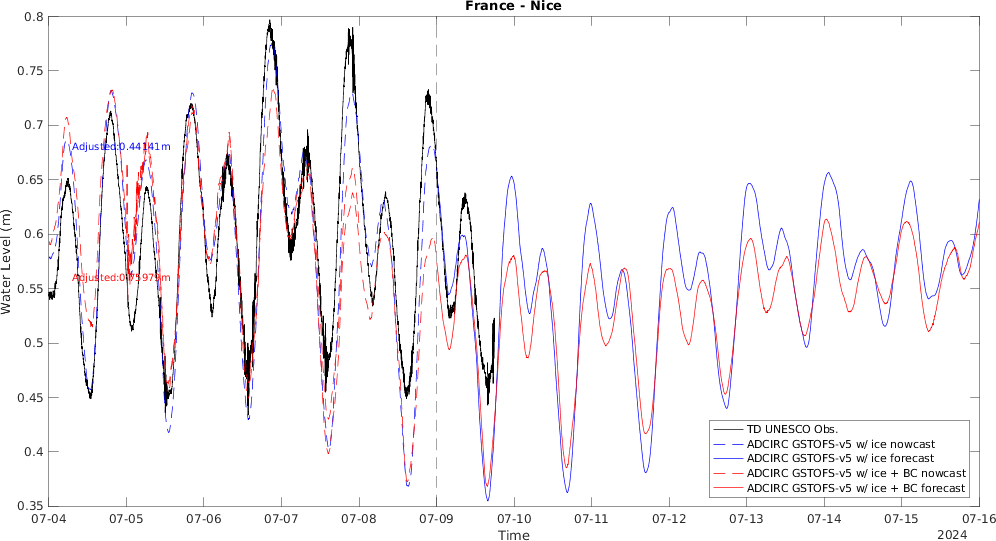 France - Nice
0.8
0.75
0.7
0.65
0.6
0.55
0.5
0.45
0.4
0.35
Water Level (m)
Adjusted:0.44141m
TD UNESCO Obs.
ADCIRC GSTOFS-v5 w/ ice nowcast
ADCIRC GSTOFS-v5 w/ ice forecast
ADCIRC GSTOFS-v5 w/ ice + BC nowcast
ADCIRC GSTOFS-v5 w/ ice + BC forecast
07-04 07-05 07-06 07-07 07-08 07-09 07-10 07-11 07-12 07-13 07-14 07-15 07-16
Time
2024